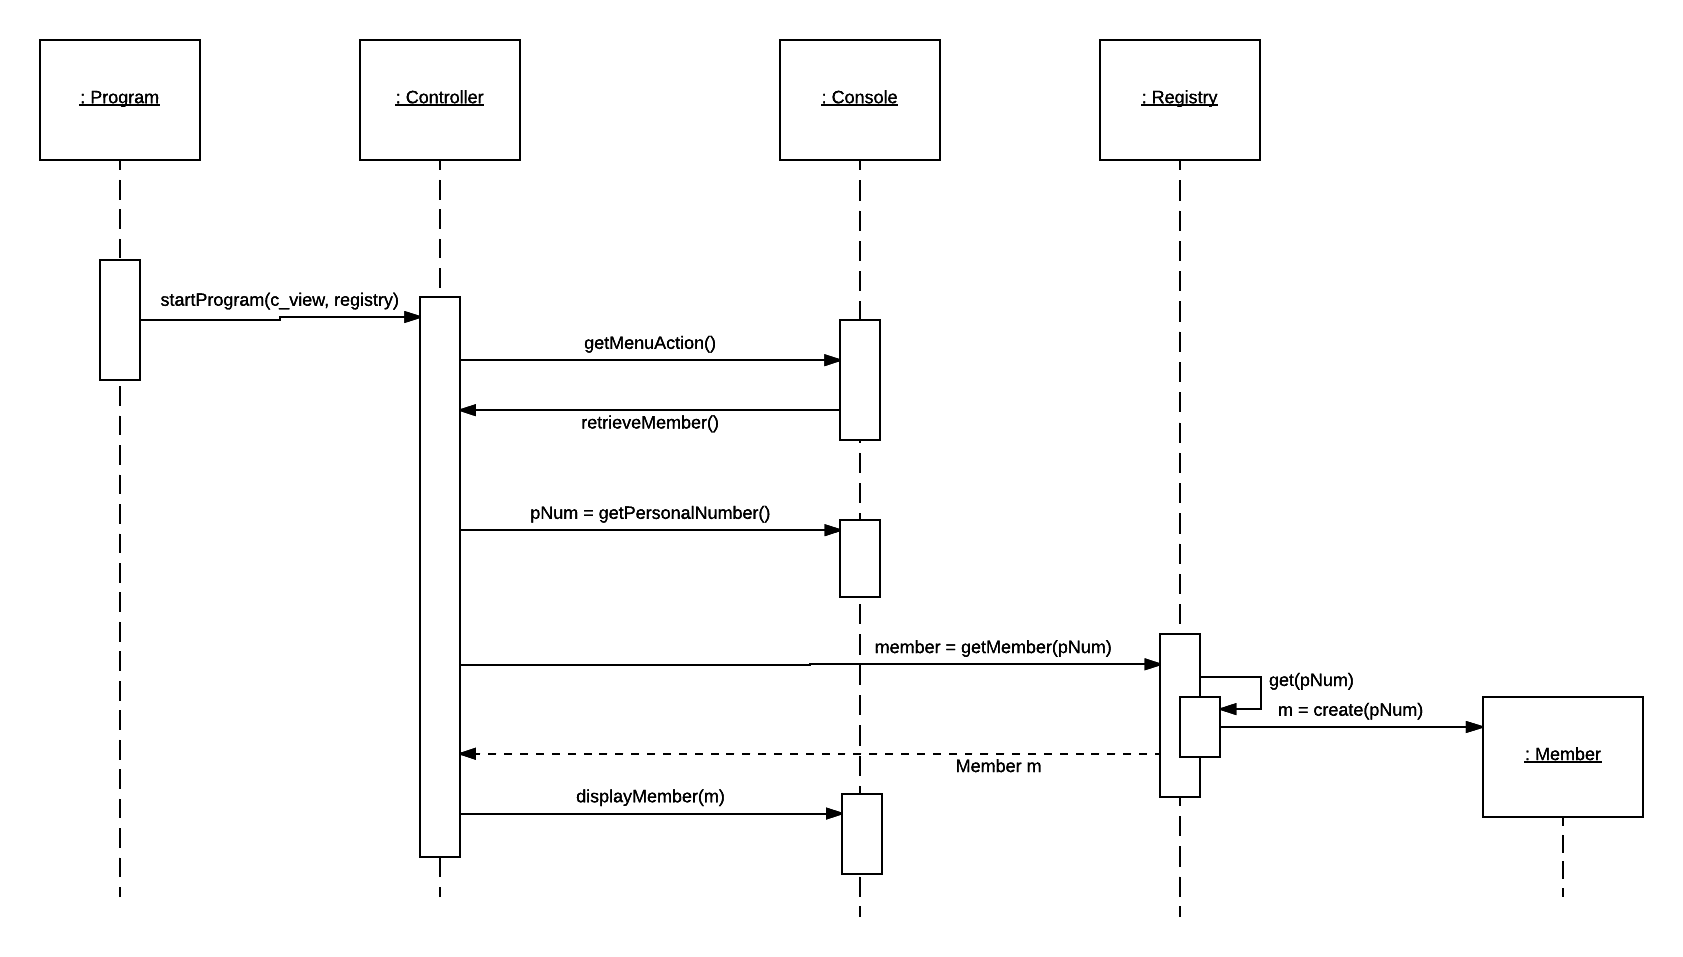 : Program
: Controller
: Console
: Registry
startProgram(c_view, registry)
getMenuAction()
retrieveMember()
pNum = getPersonalNumber()
member = getMember(pNum)
get(pNum)
m = create(pNum)
: Member
Member m
displayMember(m)